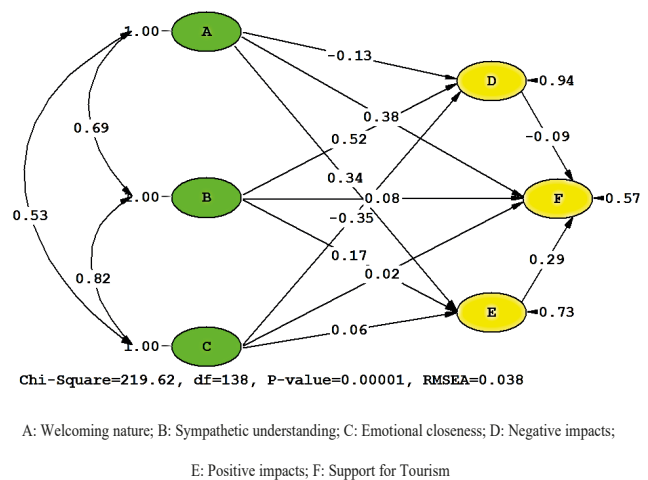 1.00
A
-0.13
D
0.94
0.38
0.69
0.52
-0.09
0.34
1.00
B
0.08
F
0.57
0.53
-0.35
0.17
0.29
0.82
0.02
E
0.73
0.06
1.00
C
Chi-Square=219.62, df=138, P-value=0.00001, RMSEA=0.038
A: Welcoming nature; B: Sympathetic understanding; C: Emotional closeness; D: Negative impacts;
E: Positive impacts; F: Support for Tourism